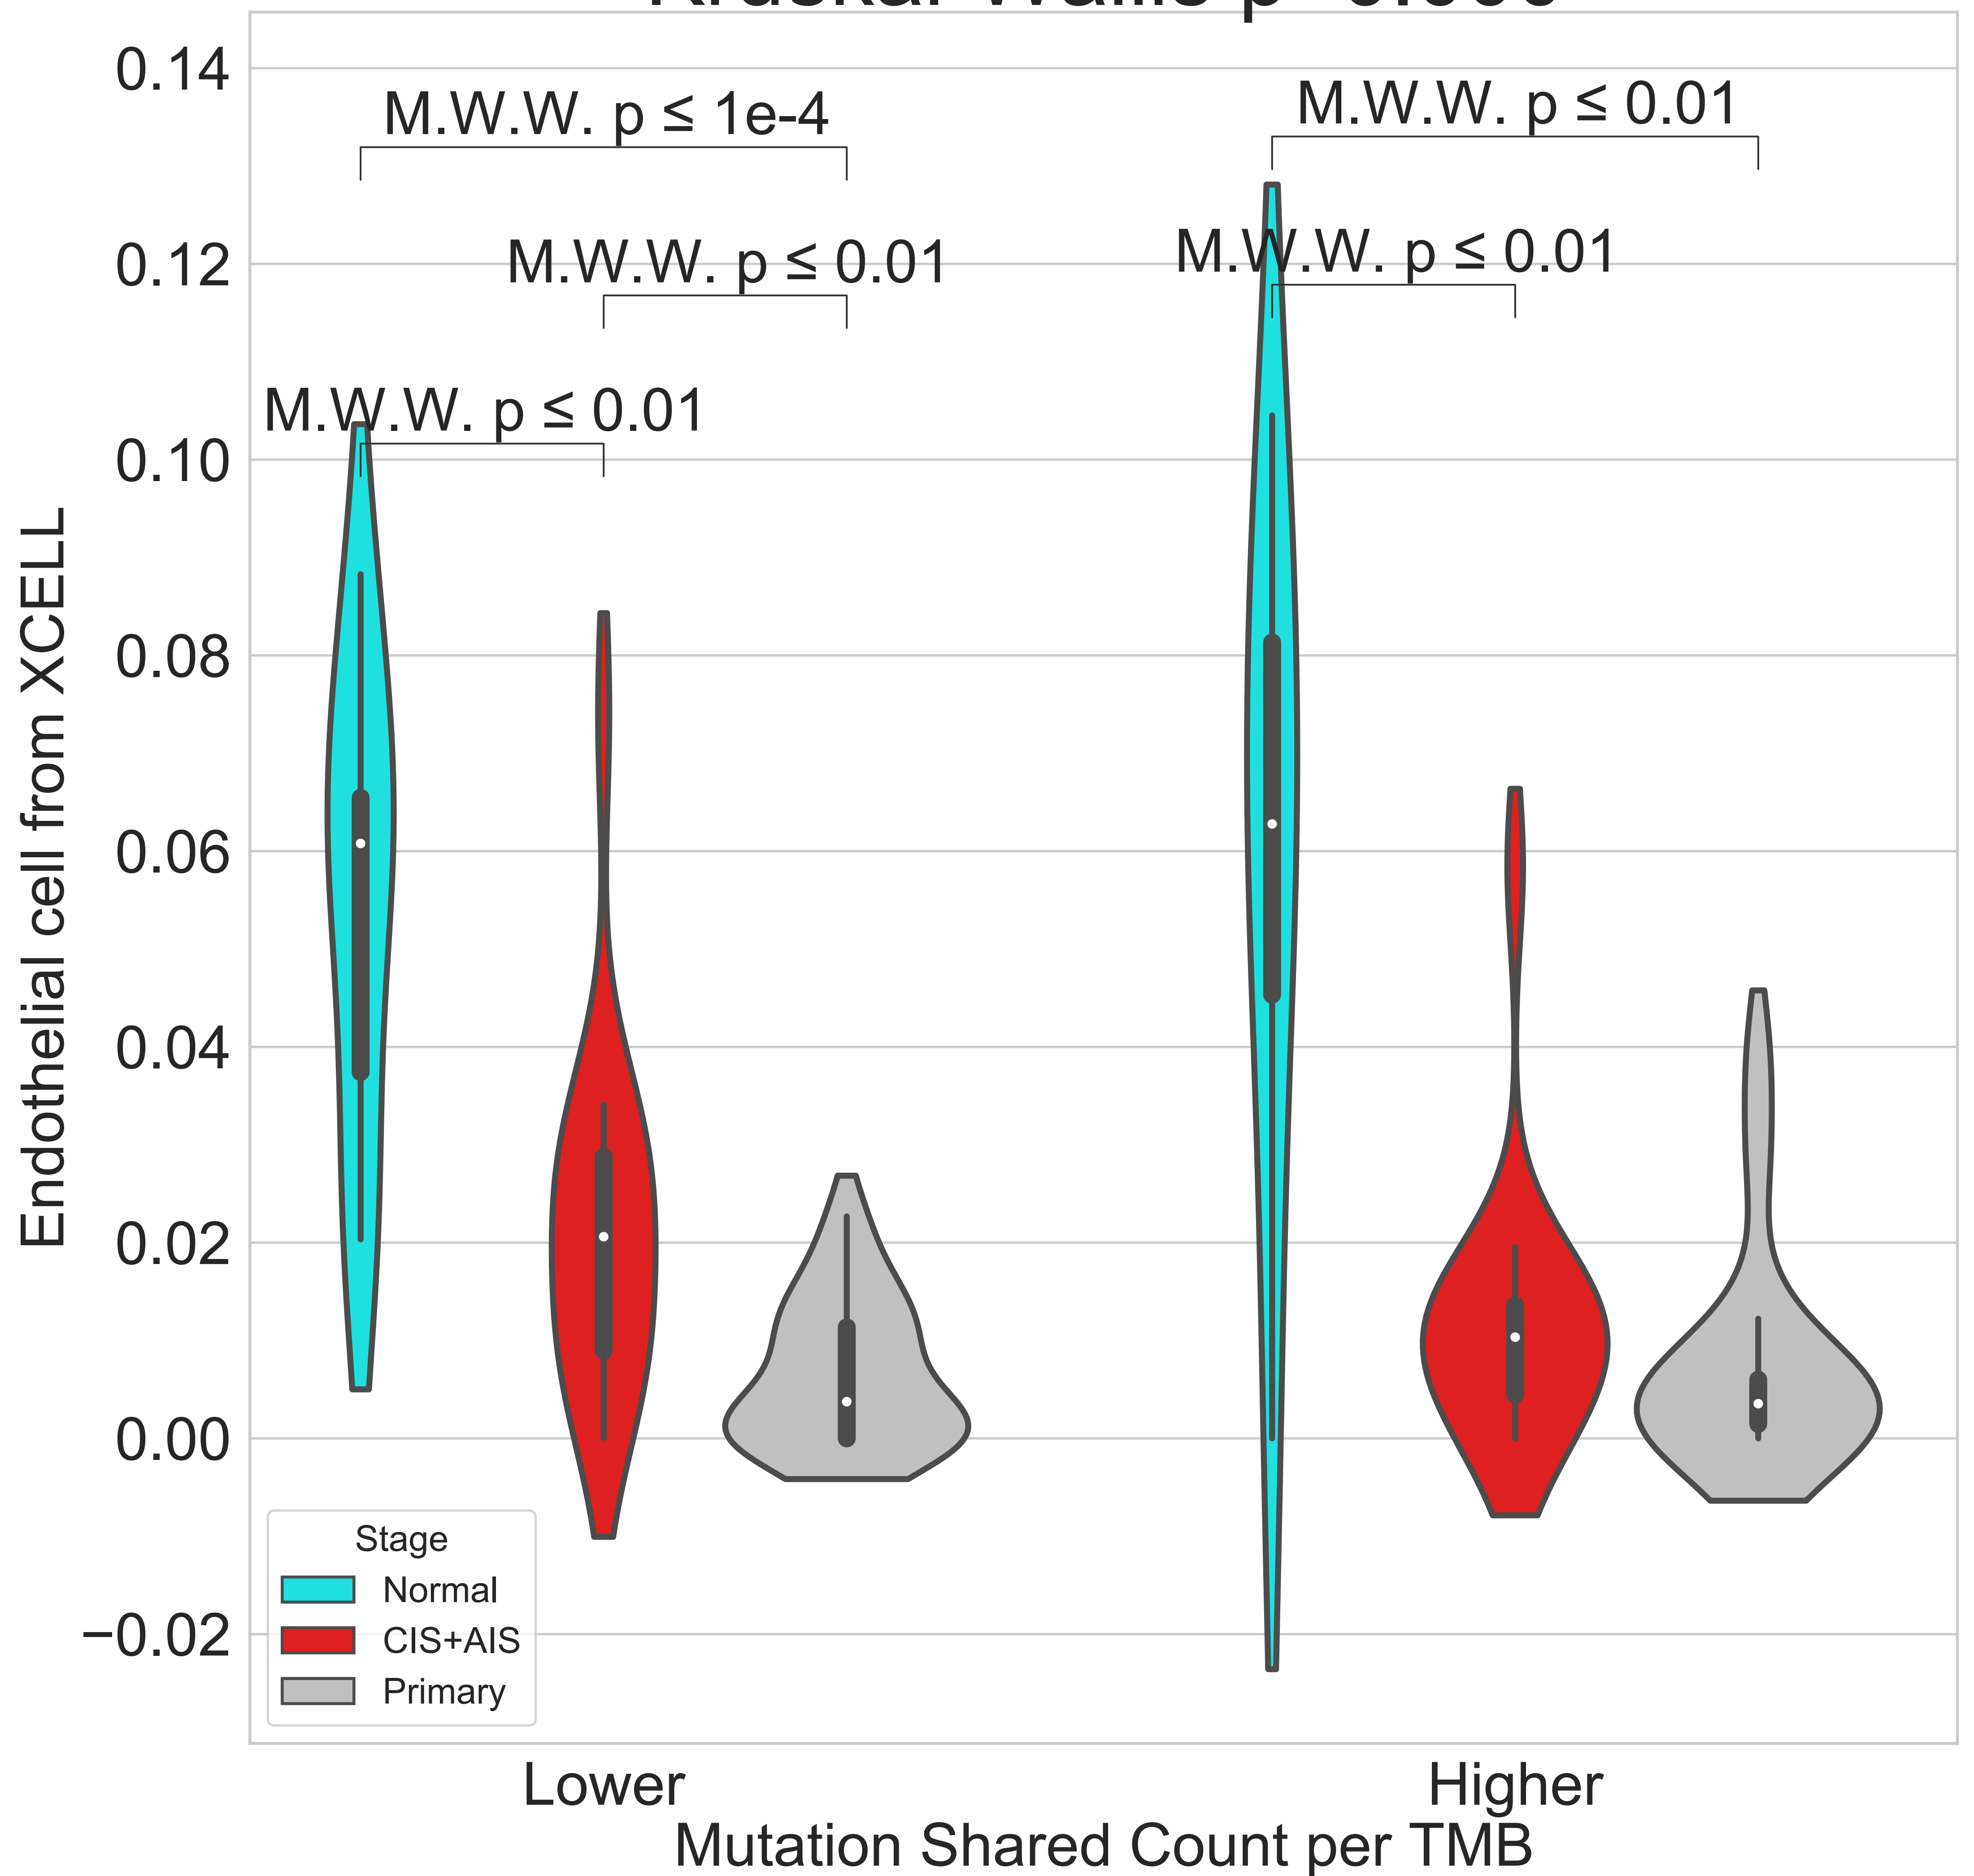 0.14
0.12
0.10
0.08
0.06
0.04
0.02
0.00
−0.02
Endothelial cell from XCELL
M.W.W. p ≤ 1e-4
M.W.W. p ≤ 0.01
M.W.W. p ≤ 0.01
M.W.W. p ≤ 0.01
M.W.W. p ≤ 0.01
Stage
Normal
CIS+AIS
Primary
Lower
Higher
Mutation Shared Count per TMB